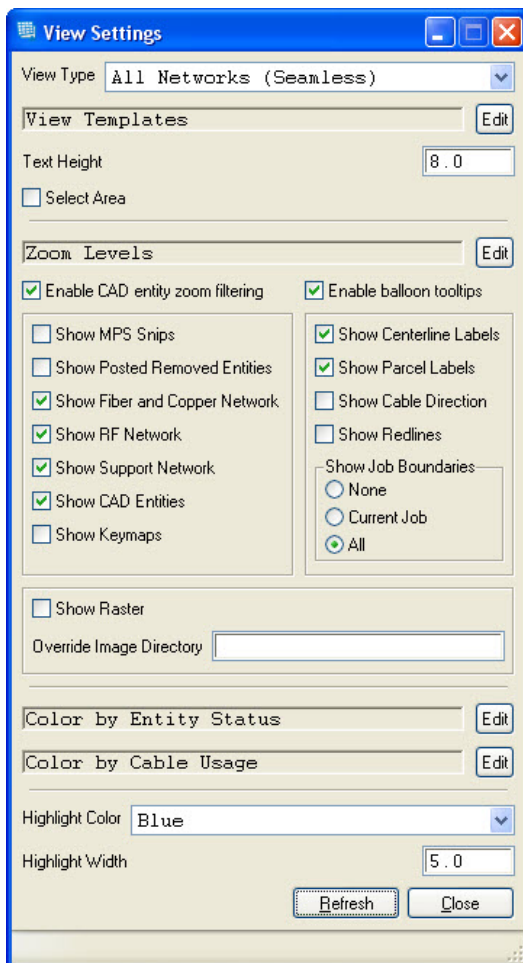 View Settings
View Type All Networks (Seamless)
View Templates Edit
Text Height 8.0
Select Area
Zoom Levels Edit
Enable CAD entity zoom filtering
Enable balloon tooltips
Show MPS Snips
Show Posted Removed Entities
Show Fiber and Copper Network
Show RF Network
Show Support Network
Show CAD Entities
Show Keymaps
Show Centerline Labels
Show Parcel Labels
Show Cable Direction
Show Redlines
Show Job Boundaries
None
Current Job
All
Show Raster
Override Image Directory
Color by Entity Status Edit
Color by Cable Usage Edit
Highlight Color Blue
Highlight Width 5.0
Refresh Close